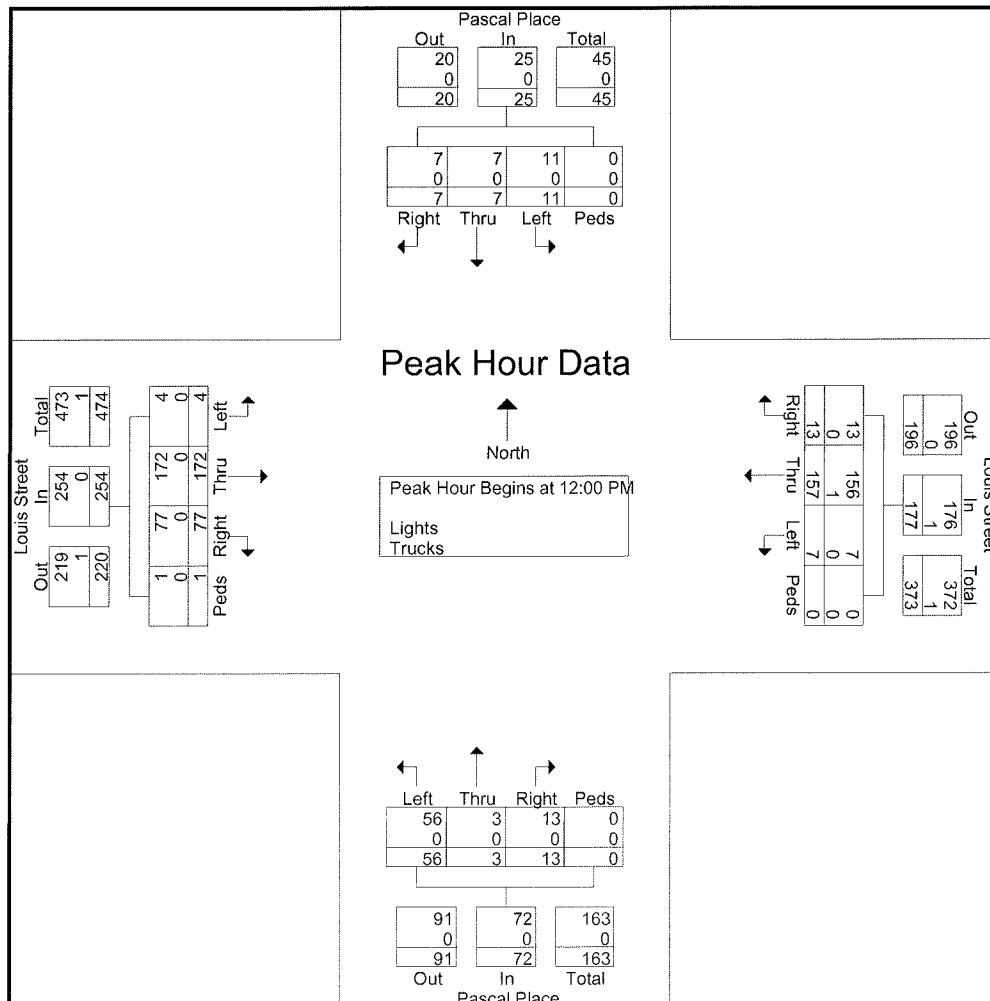 Pascal Place
Out In Total
20 25 45
0 0 0
20 25 45
7 7 11 0
0 0 0 0
7 7 11 0
Right Thru Left Peds
Peak Hour Data
North
Peak Hour Begins at 12:00 PM
Lights
Trucks
Louis Street
Total In Out
473 254 219
1 0 1
474 254 220
4 172 77 1
0 0 0 0
4 172 77 1
Left Thru Right Peds
Louis Street
Out In Total
196 176 372
0 1 1
196 177 373
13 156 7 0
0 1 0 0
13 157 7 0
Right Thru Left Peds
Left Thru Right Peds
56 3 13 0
0 0 0 0
56 3 13 0
91 72 163
0 0 0
91 72 163
Out In Total
Pascal Place